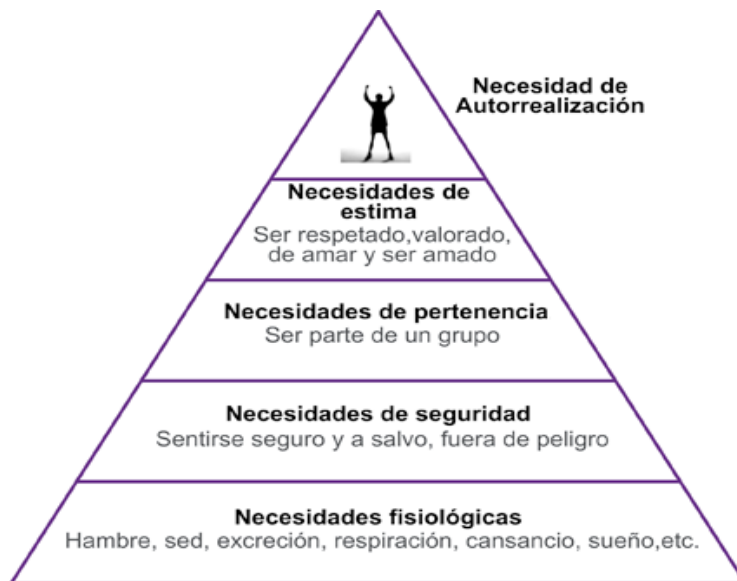 Necesidad de
Autorrealización
Necesidades de
estima
Ser respetado,valorado,
de amar y ser amado
Necesidades de pertenencia
Ser parte de un grupo
Necesidades de seguridad
Sentirse seguro y a salvo, fuera de peligro
Necesidades fisiológicas
Hambre, sed, excreción, respiración, cansancio, sueño,etc.